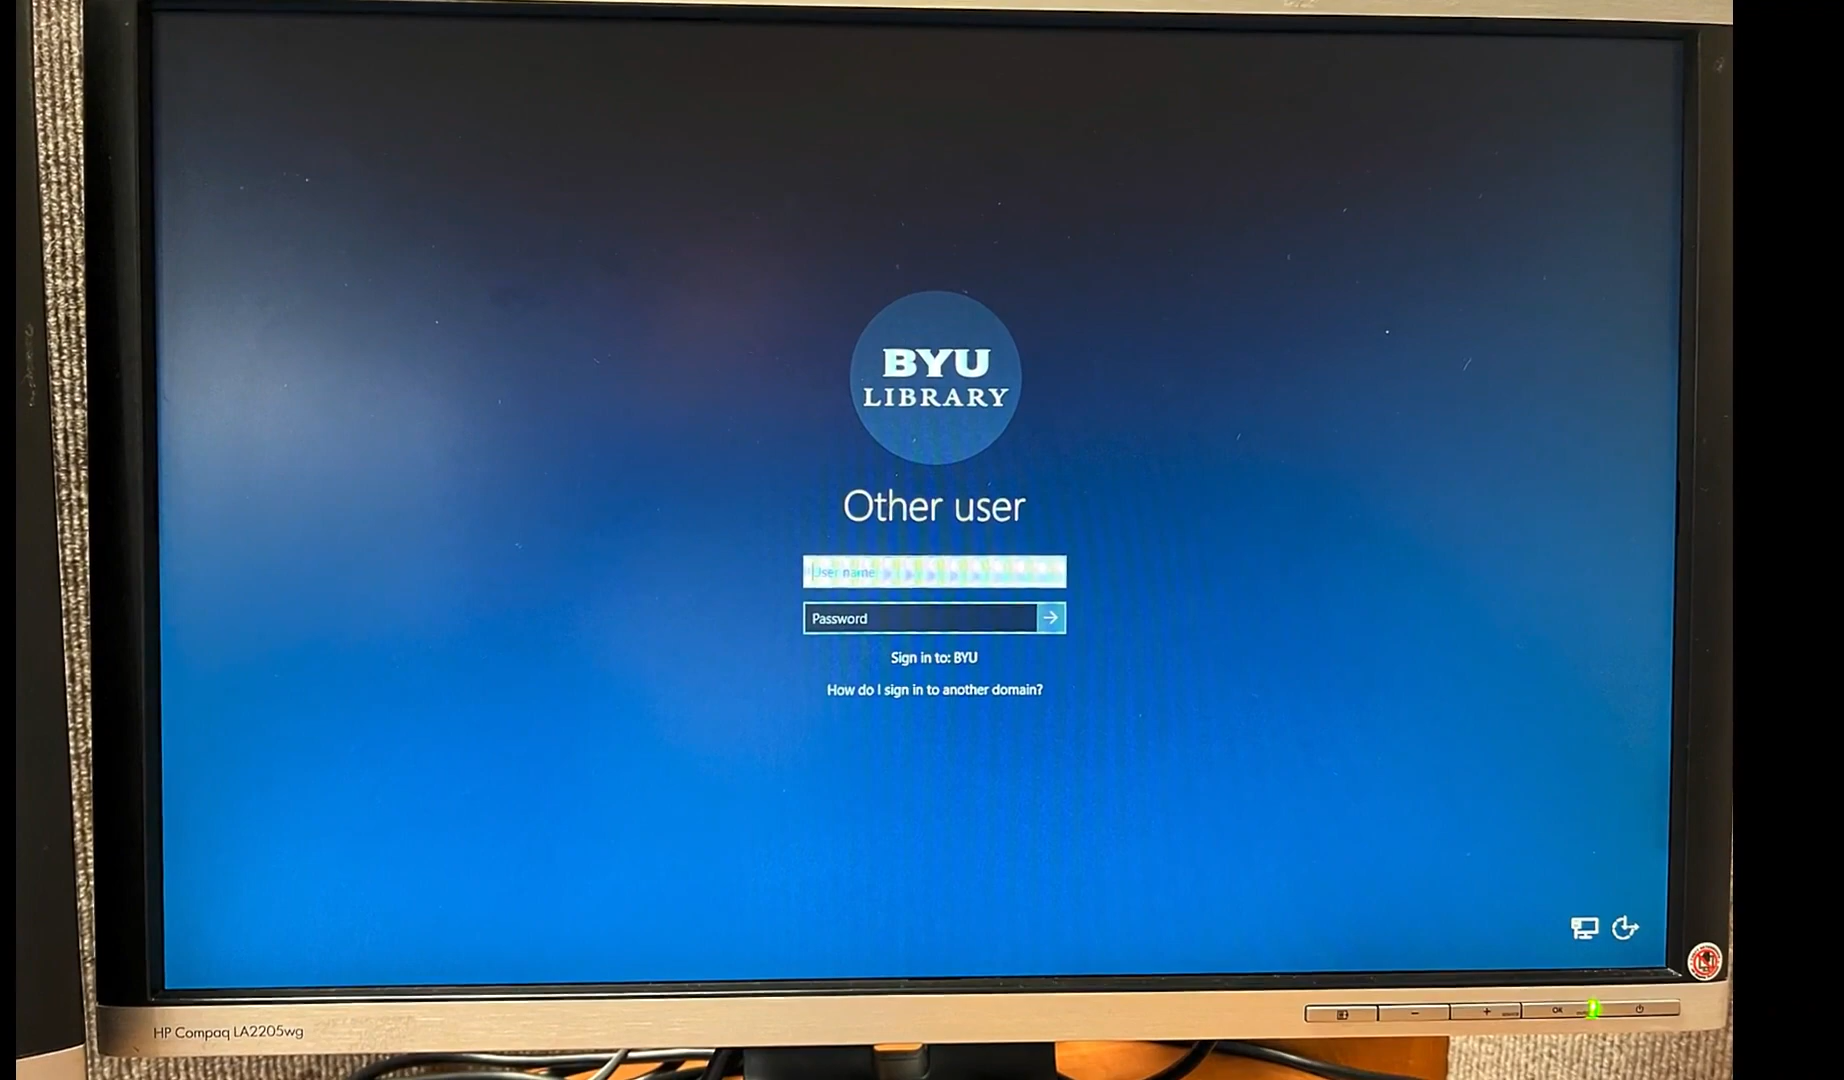 BYU
LIBRARY
Other user
User name
Password
Sign in to: BYU
How do I sign in to another domain?
OK
HP Compaq LA2205wg